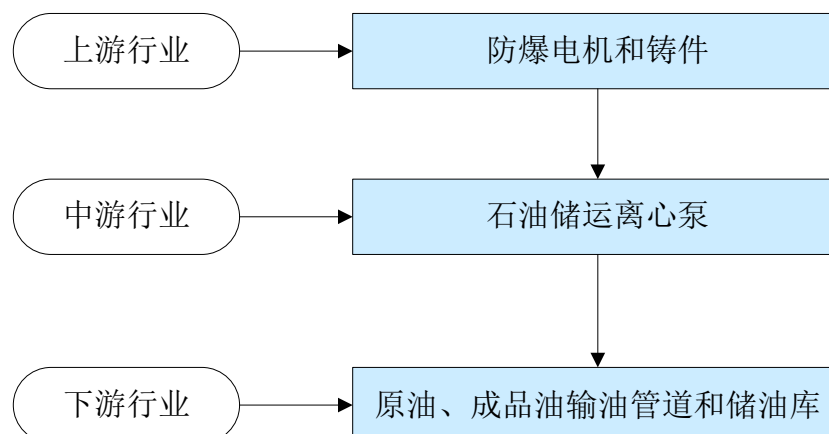 上游行业
防爆电机和铸件
中游行业
石油储运离心泵
下游行业
原油、成品油输油管道和储油库